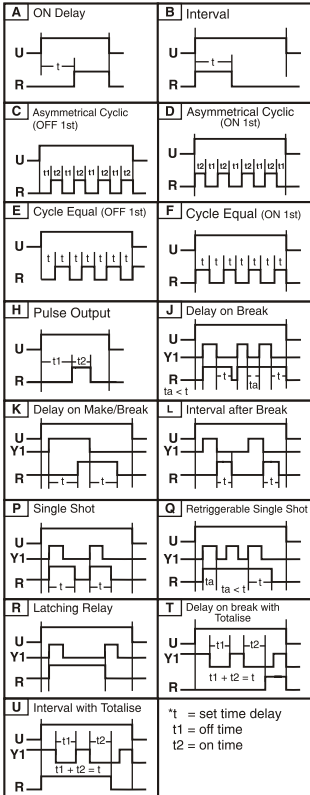 A ON Delay
U
t
R
B Interval
U
t
R
C Asymmetrical Cyclic
(OFF 1st)
U
t1 t2 t1 t2 t1 t2 t1 t2
R
D Asymmetrical Cyclic
(ON 1st)
U
t2 t1 t2 t1 t2 t1 t2 t1
R
E Cycle Equal (OFF 1st)
U
t t t t t t
R
F Cycle Equal (ON 1st)
U
t t t t t t
R
H Pulse Output
U
t1 t2
R
J Delay on Break
U
Y1
R
t
ta
t
ta < t
K Delay on Make/Break
U
Y1
R
t t
L Interval after Break
U
Y1
R
t t
P Single Shot
U
Y1
R
t t
Q Retriggerable Single Shot
U
Y1
R
ta
ta < t
t
R Latching Relay
U
Y1
R
T Delay on break with
Totalise
U
t1 t2
Y1
t1 + t2 = t
R
U Interval with Totalise
U
t1 t2
Y1
t1 + t2 = t
R
*t = set time delay
t1 = off time
t2 = on time